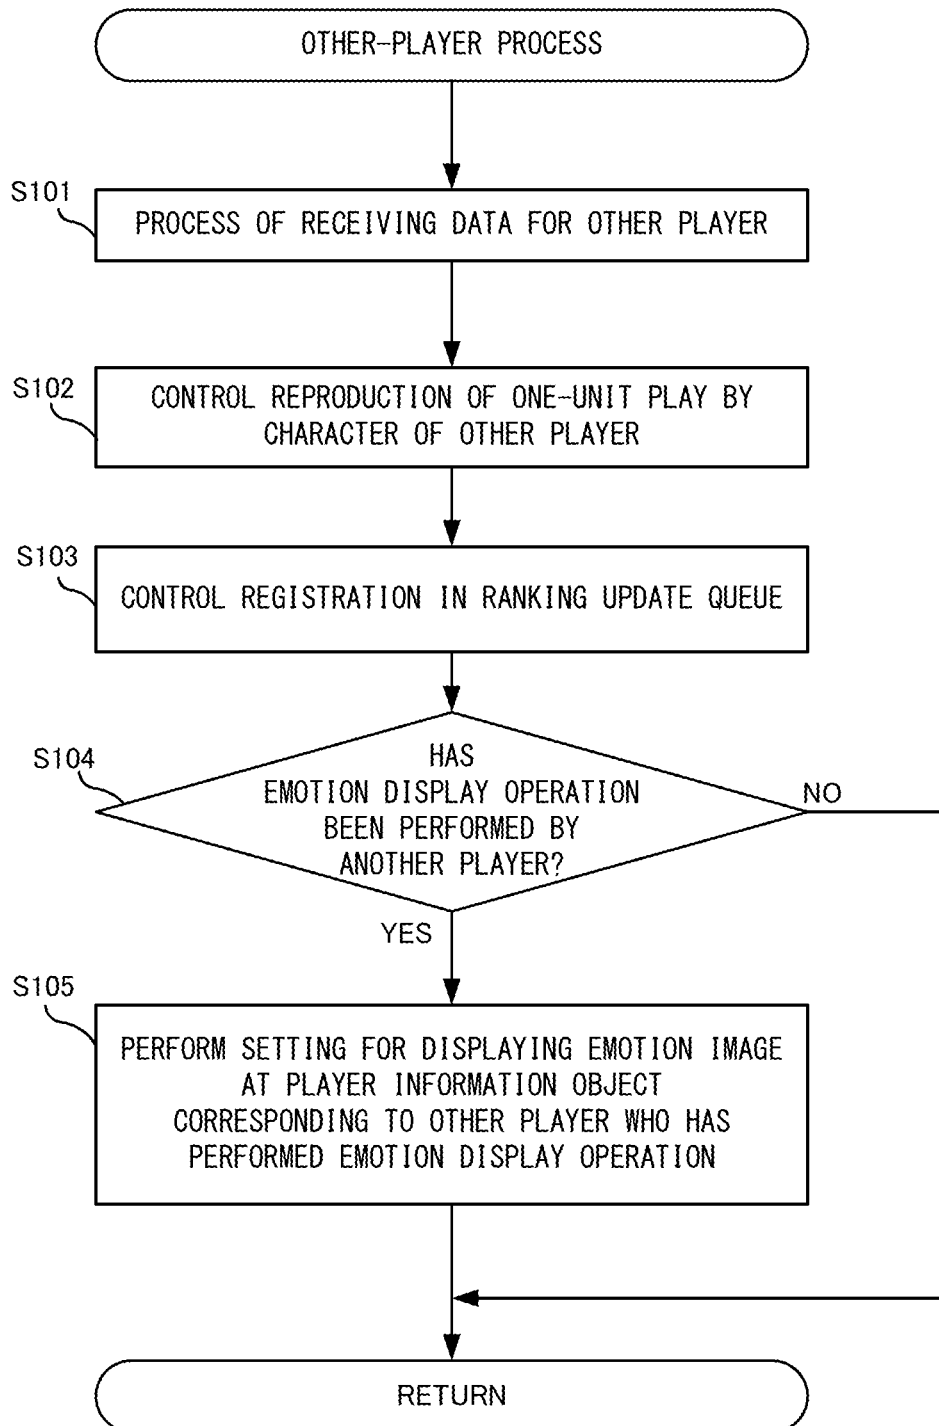 OTHER-PLAYER PROCESS
S101
PROCESS OF RECEIVING DATA FOR OTHER PLAYER
S102
CONTROL REPRODUCTION OF ONE-UNIT PLAY BY
CHARACTER OF OTHER PLAYER
S103
CONTROL REGISTRATION IN RANKING UPDATE QUEUE
S104
HAS
EMOTION DISPLAY OPERATION
BEEN PERFORMED BY
ANOTHER PLAYER?
NO
YES
S105
PERFORM SETTING FOR DISPLAYING EMOTION IMAGE
AT PLAYER INFORMATION OBJECT
CORRESPONDING TO OTHER PLAYER WHO HAS
PERFORMED EMOTION DISPLAY OPERATION
RETURN